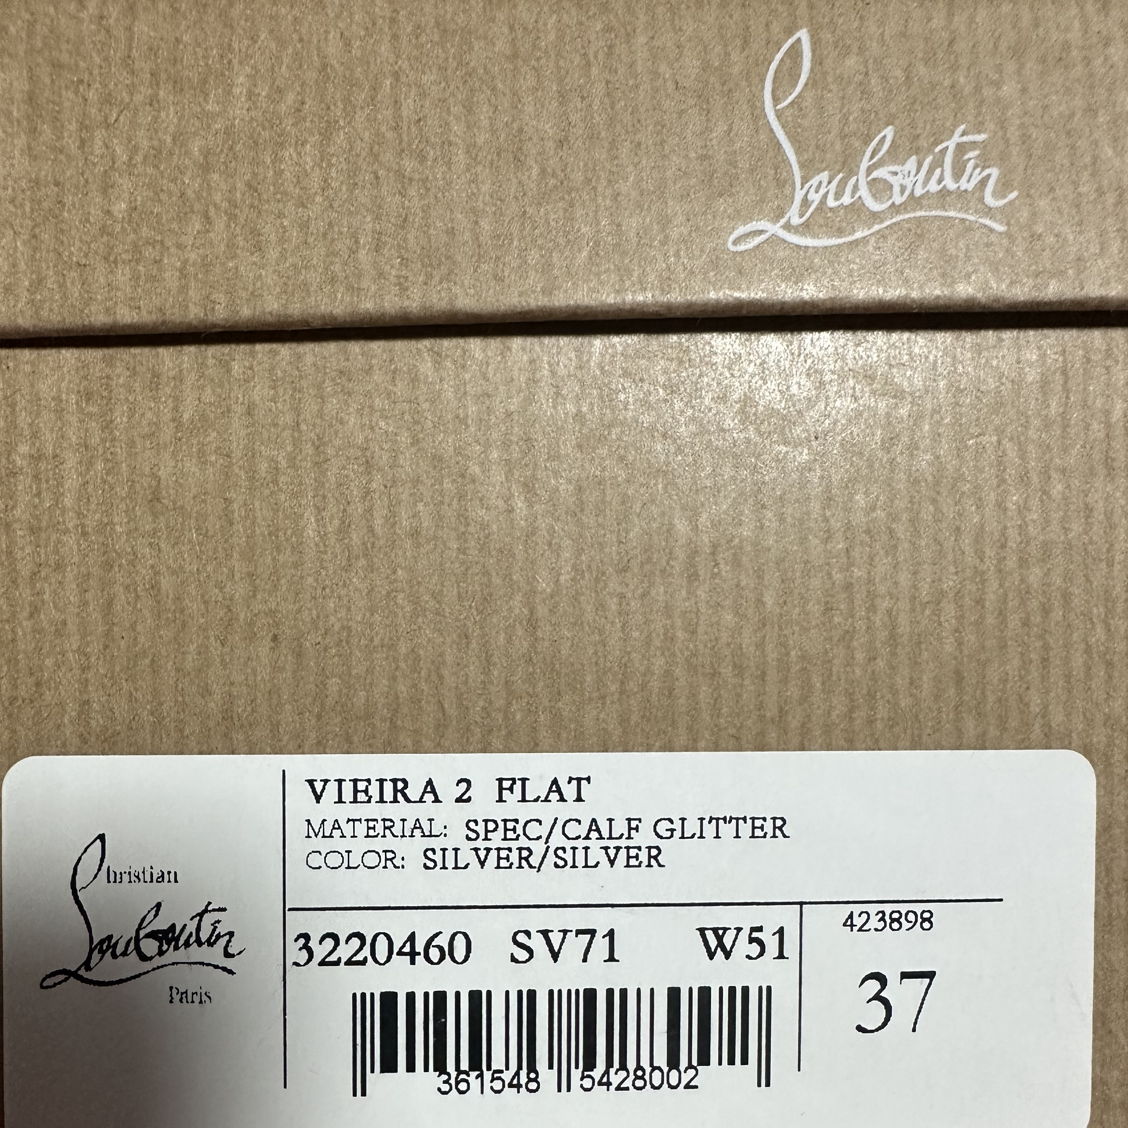 Louboutin
VIEIRA 2 FLAT
MATERIAL: SPEC/CALF GLITTER
COLOR: SILVER/SILVER
Christian
Louboutin
Paris
3220460 SV71 W51
423898
37
361548 5428002